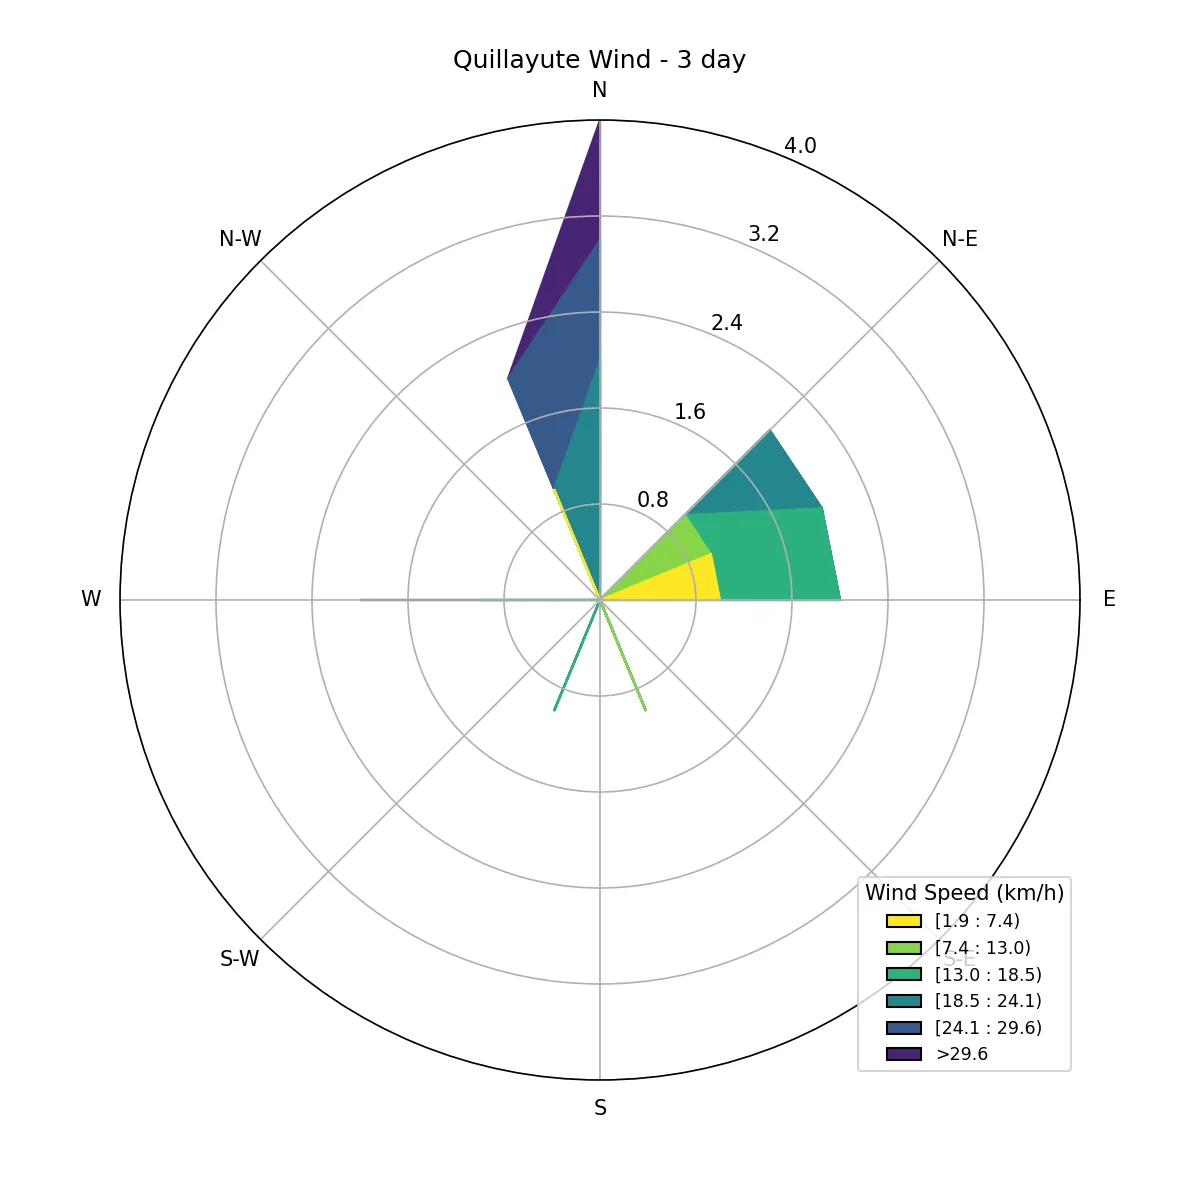 Quillayute Wind - 3 day
N
4.0
N-W
N-E
3.2
2.4
1.6
0.8
W
E
Wind Speed (km/h)
[1.9 : 7.4)
[7.4 : 13.0)
S-W
S-E
[13.0 : 18.5)
[18.5 : 24.1)
[24.1 : 29.6)
>29.6
S